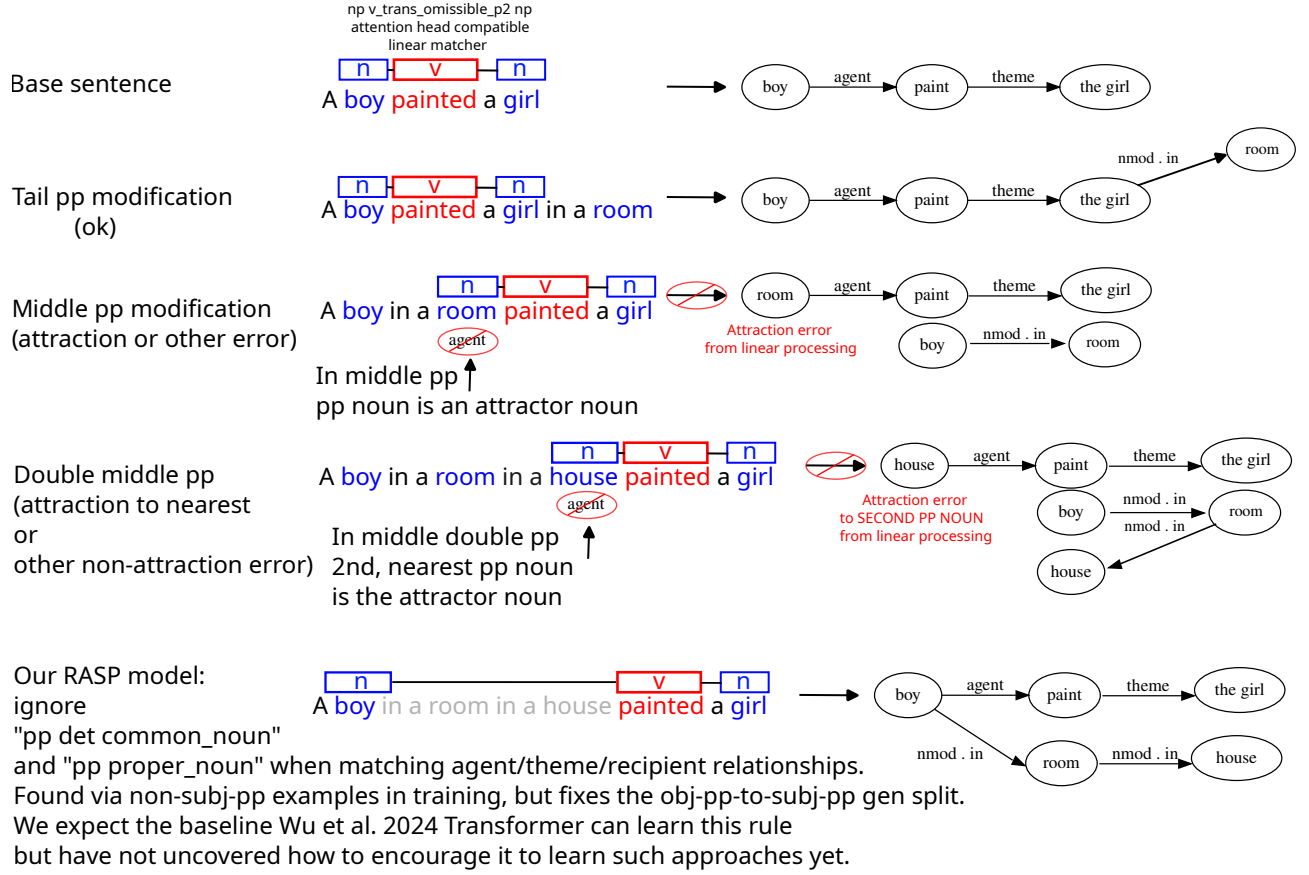 np v_trans_omissible_p2 np
attention head compatible
linear matcher
Base sentence
n v n
A boy painted a girl
boy agent paint theme the girl
Tail pp modification
(ok)
n v n
A boy painted a girl in a room
boy agent paint theme the girl nmod . in room
Middle pp modification
(attraction or other error)
n v n
A boy in a room painted a girl
agent
In middle pp
pp noun is an attractor noun
room agent paint theme the girl
Attraction error
from linear processing
boy nmod . in room
Double middle pp
(attraction to nearest
or
other non-attraction error)
n v n
A boy in a room in a house painted a girl
agent
In middle double pp
2nd, nearest pp noun
is the attractor noun
house agent paint theme the girl
Attraction error
to SECOND PP NOUN
from linear processing
boy nmod . in room
nmod . in
house
Our RASP model:
ignore
"pp det common_noun"
and "pp proper_noun" when matching agent/theme/recipient relationships.
Found via non-subj-pp examples in training, but fixes the obj-pp-to-subj-pp gen split.
We expect the baseline Wu et al. 2024 Transformer can learn this rule
but have not uncovered how to encourage it to learn such approaches yet.
n v n
A boy in a room in a house painted a girl
boy agent paint theme the girl
nmod . in room nmod . in house